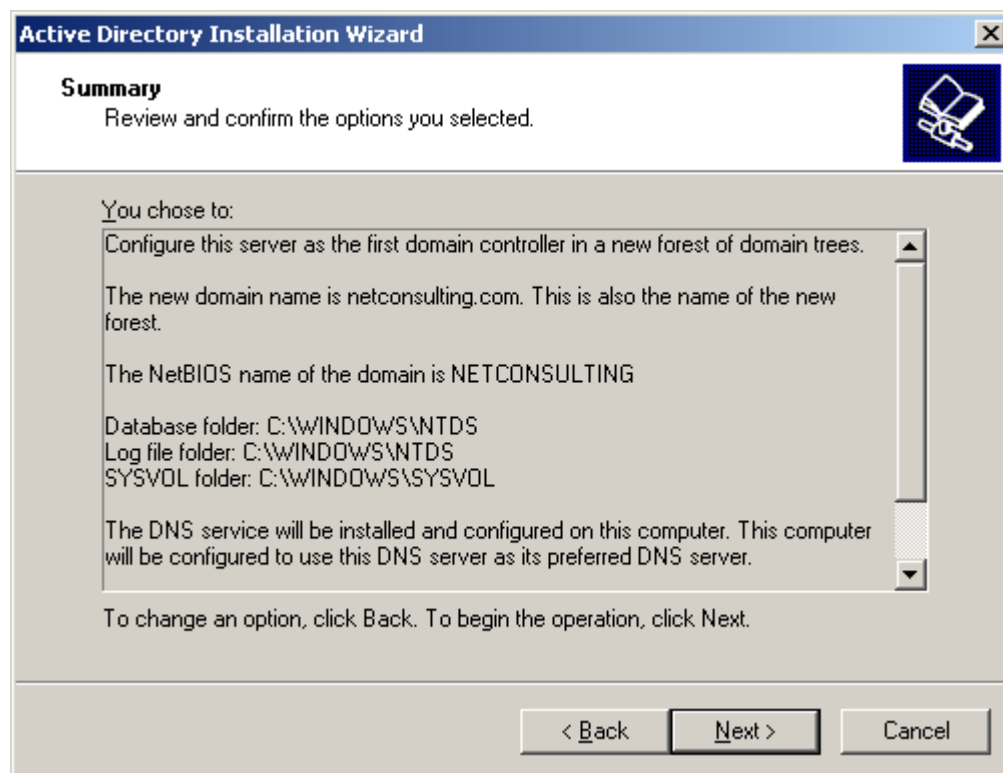 Active Directory Installation Wizard
Summary
Review and confirm the options you selected.
You chose to:
Configure this server as the first domain controller in a new forest of domain trees.
The new domain name is netconsulting.com. This is also the name of the new
forest.
The NetBIOS name of the domain is NETCONSULTING
Database folder: C:\WINDOWS\NTDS
Log file folder: C:\WINDOWS\NTDS
SYSVOL folder: C:\WINDOWS\SYSVOL
The DNS service will be installed and configured on this computer. This computer
will be configured to use this DNS server as its preferred DNS server.
To change an option, click Back. To begin the operation, click Next.
< Back Next > Cancel